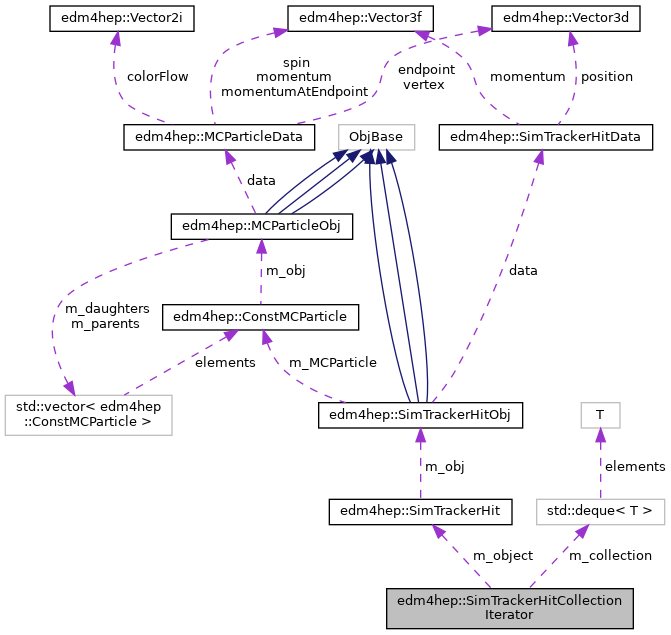 edm4hep::Vector2i
edm4hep::Vector3f
edm4hep::Vector3d
colorFlow
spin
momentum
momentumAtEndpoint
endpoint
vertex
momentum
position
edm4hep::MCParticleData
ObjBase
edm4hep::SimTrackerHitData
data
edm4hep::MCParticleObj
m_obj
data
m_daughters
m_parents
edm4hep::ConstMCParticle
elements
m_MCParticle
std::vector< edm4hep
::ConstMCParticle >
edm4hep::SimTrackerHitObj
T
m_obj
elements
edm4hep::SimTrackerHit
std::deque< T >
m_object
m_collection
edm4hep::SimTrackerHitCollection
Iterator